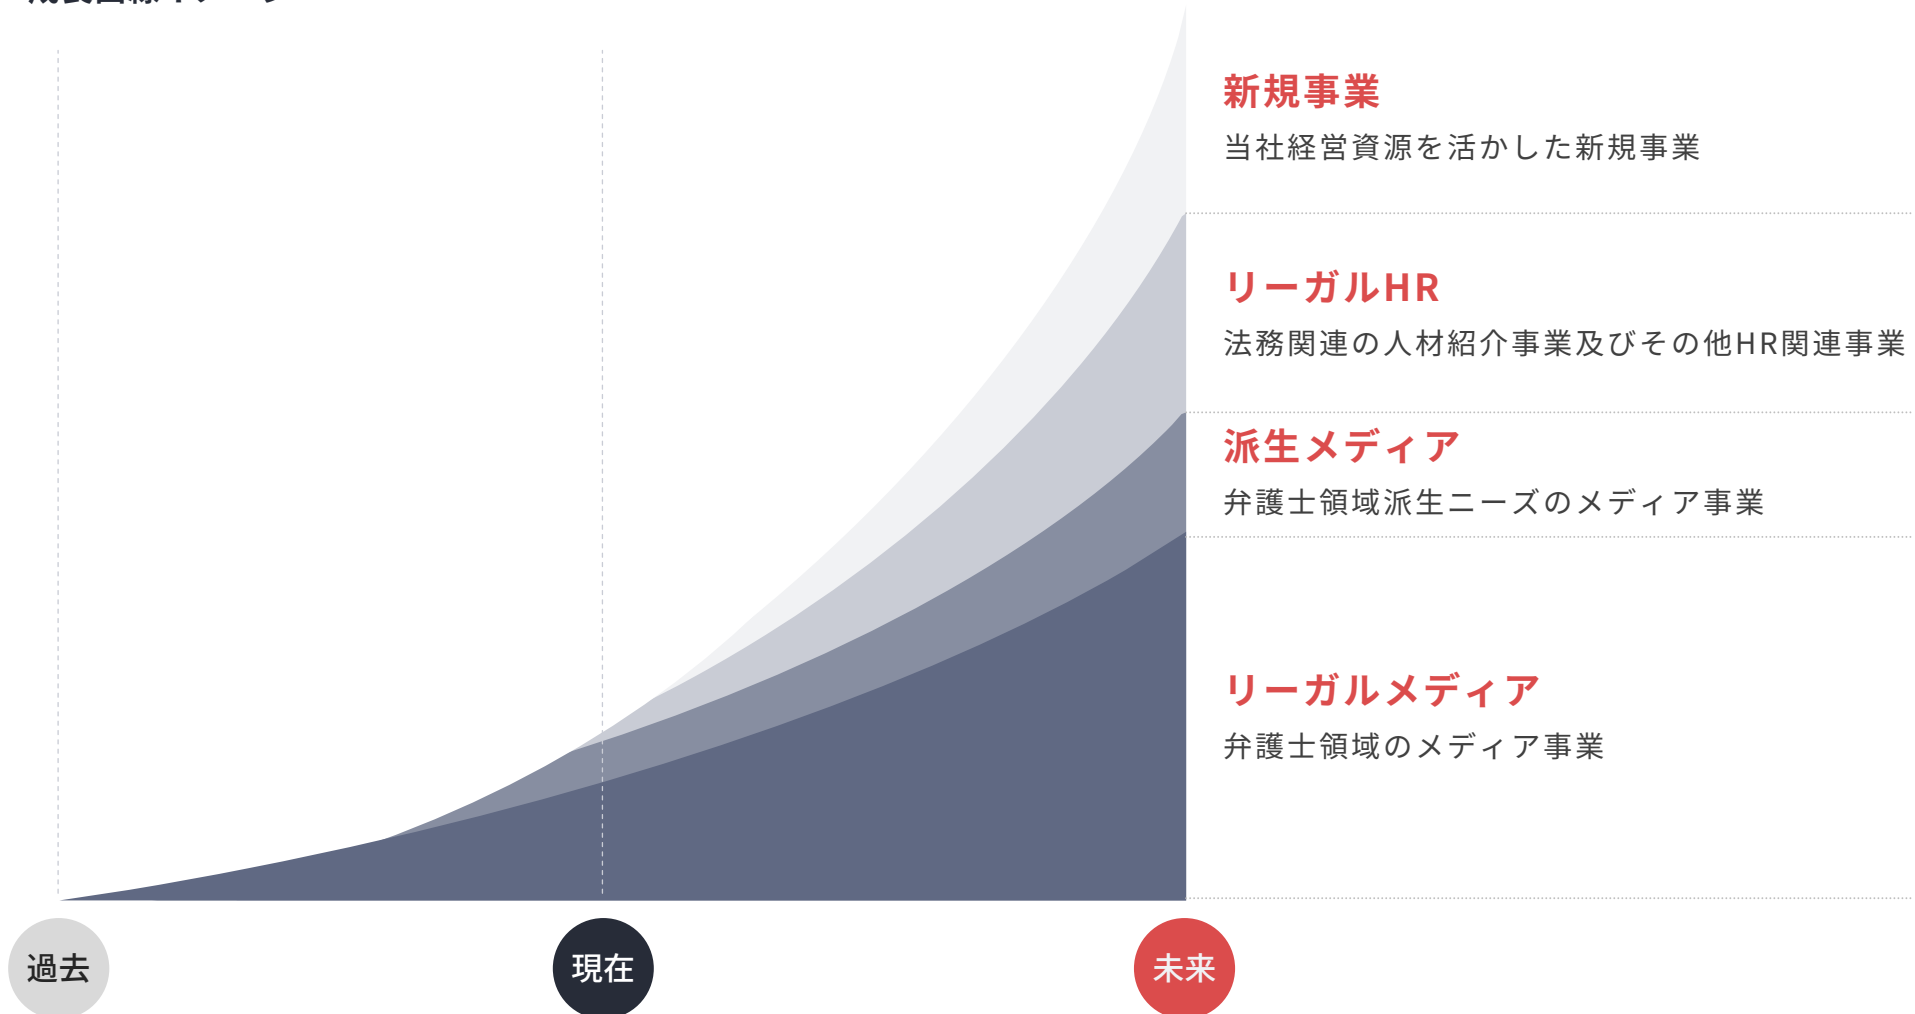 新規事業
当社経営資源を活かした新規事業
リーガルHR
法務関連の人材紹介事業及びその他HR関連事業
派生メディア
弁護士領域派生ニーズのメディア事業
リーガルメディア
弁護士領域のメディア事業
過去
現在
未来